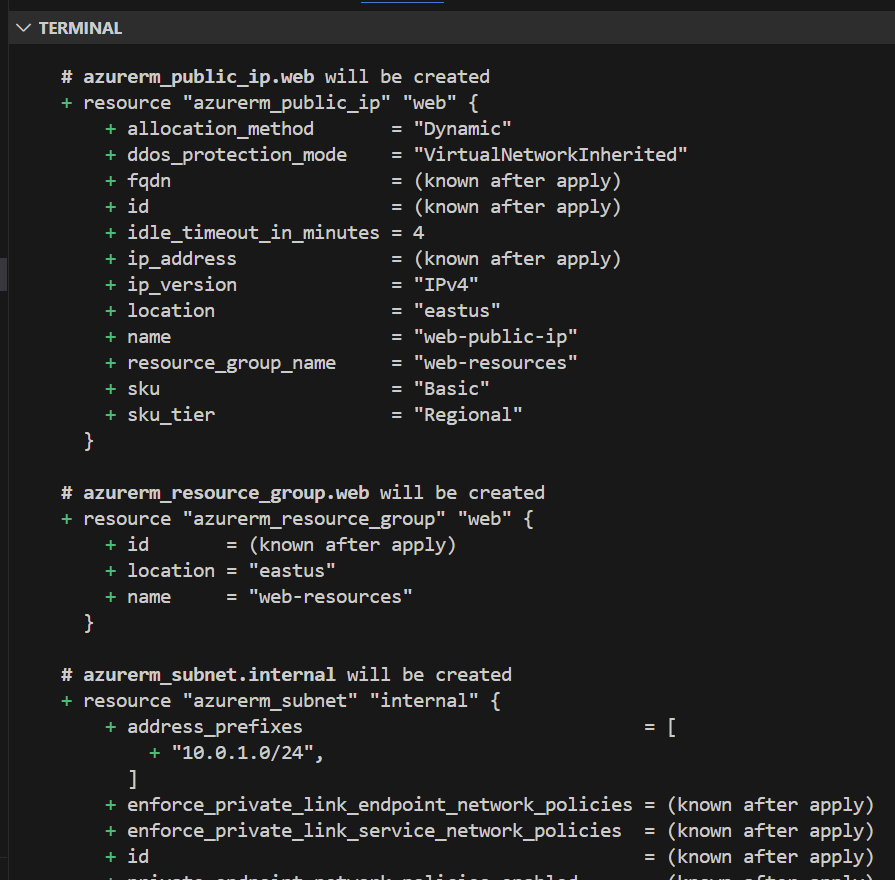 TERMINAL
# azurerm_public_ip.web will be created
+ resource "azurerm_public_ip" "web" {
+ allocation_method = "Dynamic"
+ ddos_protection_mode = "VirtualNetworkInherited"
+ fqdn = (known after apply)
+ id = (known after apply)
+ idle_timeout_in_minutes = 4
+ ip_address = (known after apply)
+ ip_version = "IPv4"
+ location = "eastus"
+ name = "web-public-ip"
+ resource_group_name = "web-resources"
+ sku = "Basic"
+ sku_tier = "Regional"
}
# azurerm_resource_group.web will be created
+ resource "azurerm_resource_group" "web" {
+ id = (known after apply)
+ location = "eastus"
+ name = "web-resources"
}
# azurerm_subnet.internal will be created
+ resource "azurerm_subnet" "internal" {
+ address_prefixes = [
+ "10.0.1.0/24",
]
+ enforce_private_link_endpoint_network_policies = (known after apply)
+ enforce_private_link_service_network_policies = (known after apply)
+ id = (known after apply)